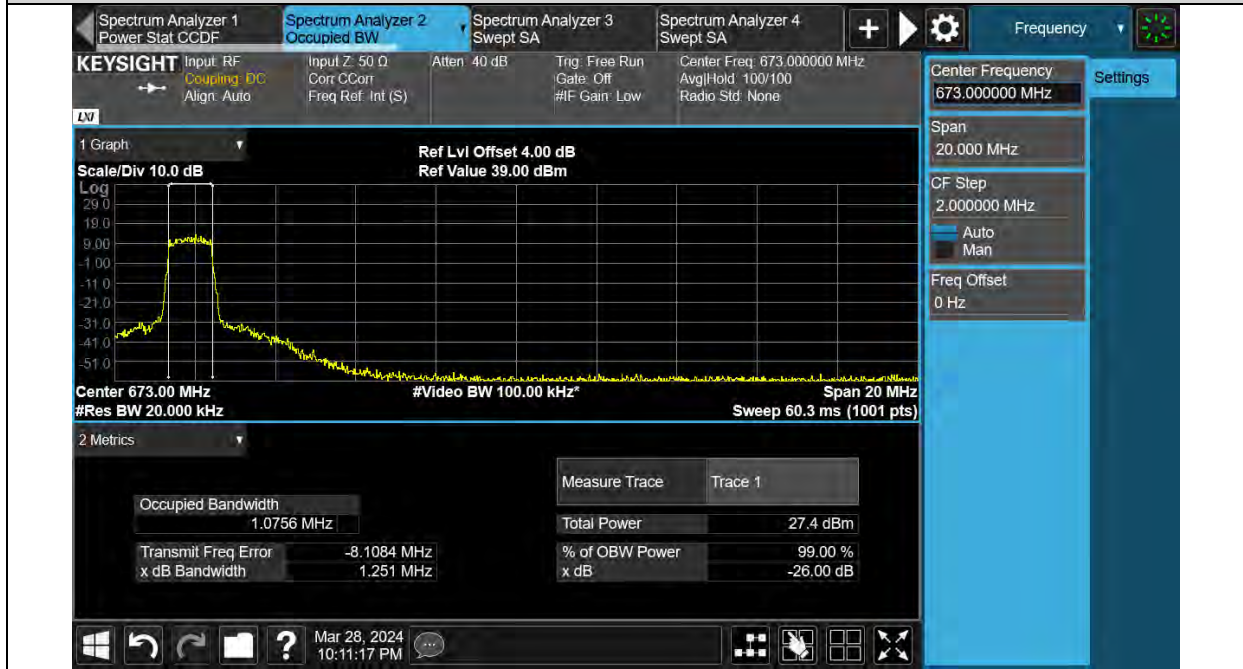 Spectrum Analyzer 1
Power Stat CCDF
Spectrum Analyzer 2
Occupied BW
Spectrum Analyzer 3
Swept SA
Spectrum Analyzer 4
Swept SA
+
Frequency
KEYSIGHT
Input: RF
Coupling: DC
Align: Auto
Input Z: 50 Ω
Corr CCorr
Freq Ref: Int (S)
Atten: 40 dB
Trig: Free Run
Gate: Off
#IF Gain: Low
Center Freq: 673.000000 MHz
Avg|Hold: 100/100
Radio Std: None
LXI
Center Frequency
673.000000 MHz
Settings
Span
20.000 MHz
CF Step
2.000000 MHz
Auto
Man
Freq Offset
0 Hz
1 Graph
Scale/Div 10.0 dB
Ref Lvl Offset 4.00 dB
Ref Value 39.00 dBm
Log
29.0
19.0
9.00
-1.00
-11.0
-21.0
-31.0
-41.0
-51.0
Center 673.00 MHz
#Video BW 100.00 kHz*
Span 20 MHz
#Res BW 20.000 kHz
Sweep 60.3 ms (1001 pts)
2 Metrics
Measure Trace
Trace 1
Occupied Bandwidth
1.0756 MHz
Total Power
27.4 dBm
Transmit Freq Error
-8.1084 MHz
% of OBW Power
99.00 %
x dB Bandwidth
1.251 MHz
x dB
-26.00 dB
?
Mar 28, 2024
10:11:17 PM